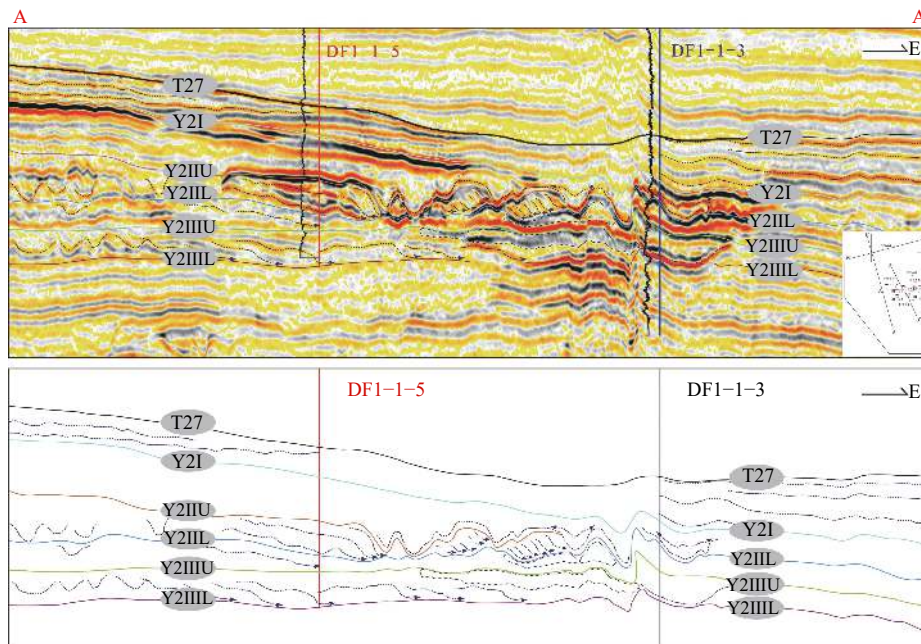 A A
DF1-1-5 DF1-1-3 E
T27
T27
Y2I
Y2IIU
Y2IIL Y2I
Y2IIIU Y2IIL
Y2IIIU
Y2IIIL Y2IIIL
DF1-1-5 DF1-1-3 E
T27
Y2I T27
Y2IIU Y2I
Y2IIL
Y2IIL
Y2IIIU Y2IIIU
Y2IIIL Y2IIIL